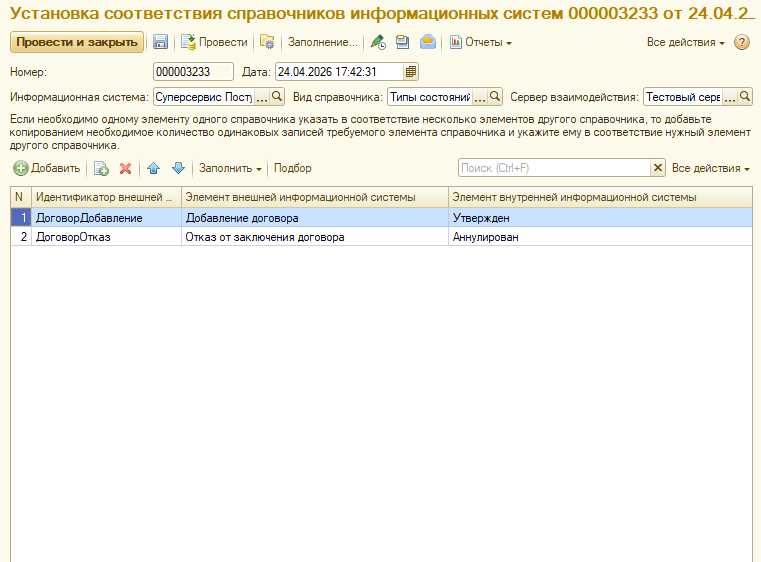 Установка соответствия справочников информационных систем 000003233 от 24.04.2...
Провести и закрыть Провести Заполнение... Отчеты Все действия ?
Номер: 000003233 Дата: 24.04.2026 17:42:31
Информационная система: Суперсервис Посту ... Вид справочника: Типы состояний ... Сервер взаимодействия: Тестовый серв ...
Если необходимо одному элементу одного справочника указать в соответствие несколько элементов другого справочника, то добавьте
копированием необходимое количество одинаковых записей требуемого элемента справочника и укажите ему в соответствие нужный элемент
другого справочника.
Добавить Заполнить Подбор Поиск (Ctrl+F) Все действия
N Идентификатор внешней ... Элемент внешней информационной системы Элемент внутренней информационной системы
1 ДоговорДобавление Добавление договора Утвержден
2 ДоговорОтказ Отказ от заключения договора Аннулирован